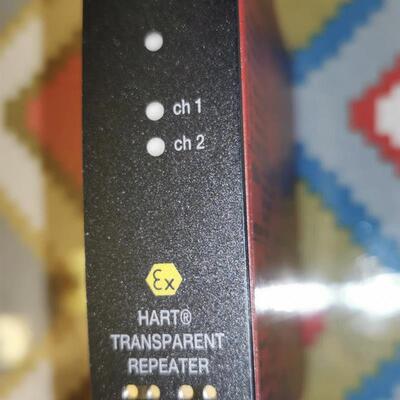 ch 1
ch 2
Ex
HART®
TRANSPARENT
REPEATER